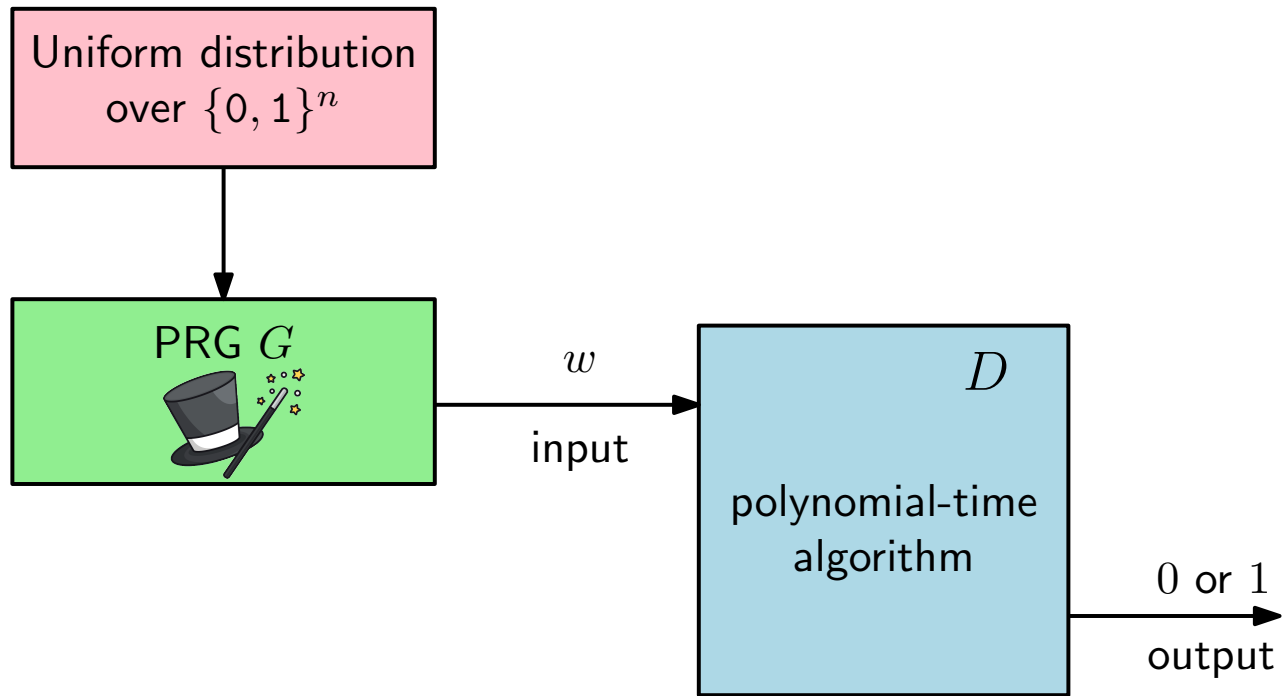 Uniform distribution
over {0, 1}ⁿ
PRG G
w
input
D
polynomial-time
algorithm
0 or 1
output